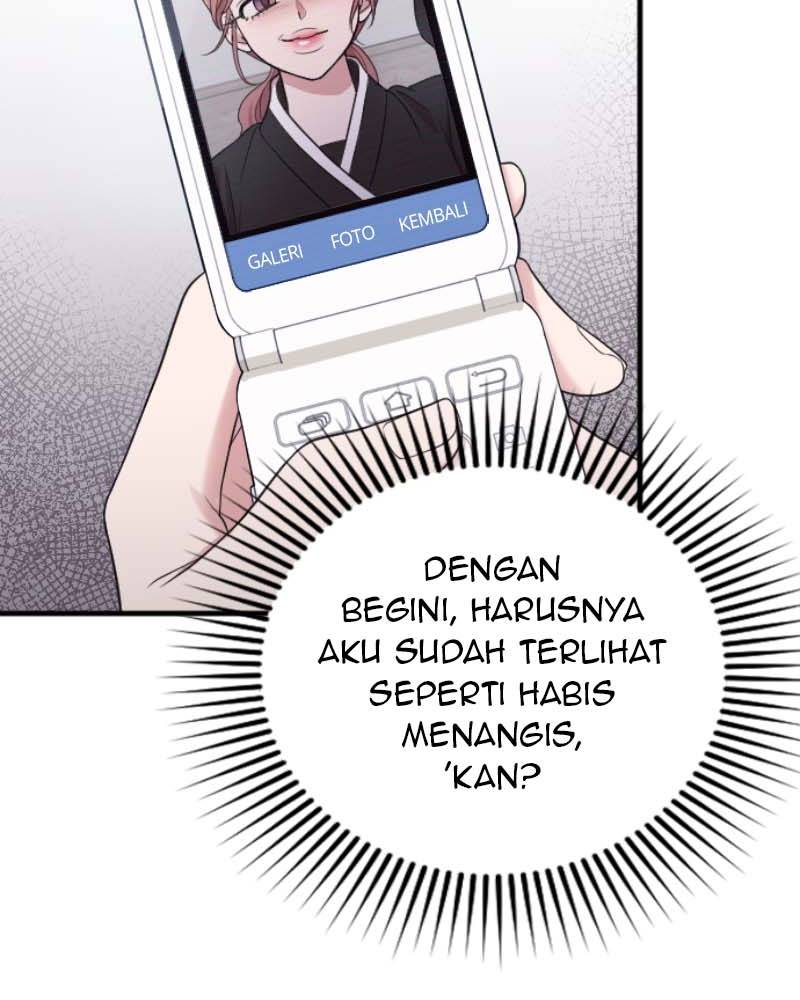 GALERI FOTO KEMBALI
DENGAN
BEGINI, HARUSNYA
AKU SUDAH TERLIHAT
SEPERTI HABIS
MENANGIS,
'KAN?